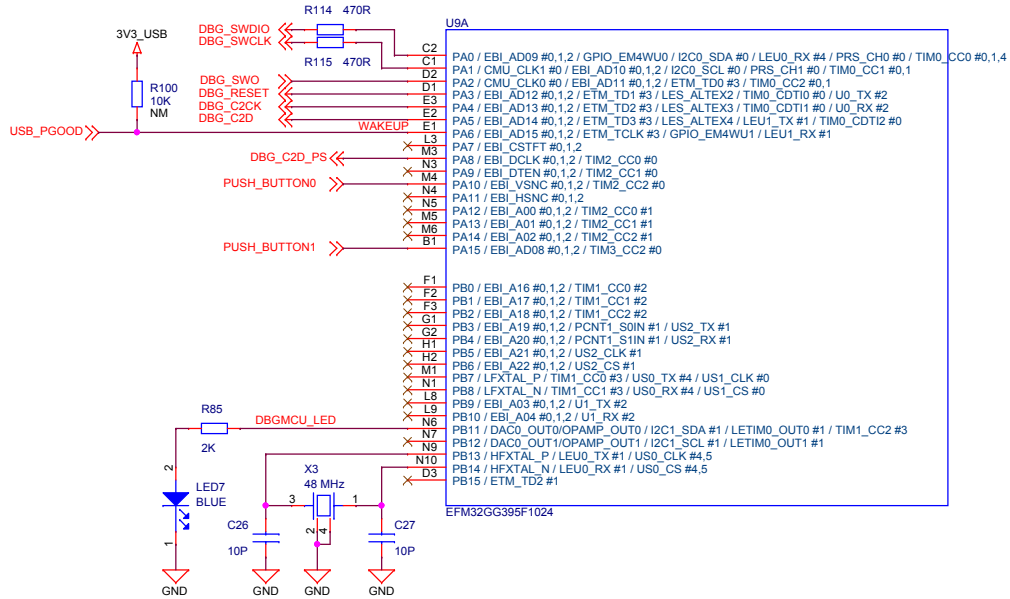 R114 470R
U9A
3V3_USB
DBG_SWDIO
DBG_SWCLK
R115 470R
R100
10K
NM
DBG_SWO
DBG_RESET
DBG_C2CK
DBG_C2D
USB_PGOOD
WAKEUP
DBG_C2D_PS
PUSH_BUTTON0
PUSH_BUTTON1
C2 PA0 / EBI_AD09 #0,1,2 / GPIO_EM4WU0 / I2C0_SDA #0 / LEU0_RX #4 / PRS_CH0 #0 / TIM0_CC0 #0,1,4
C1 PA1 / CMU_CLK1 #0 / EBI_AD10 #0,1,2 / I2C0_SCL #0 / PRS_CH1 #0 / TIM0_CC1 #0,1
D2 PA2 / CMU_CLK0 #0 / EBI_AD11 #0,1,2 / ETM_TD0 #3 / TIM0_CC2 #0,1
D1 PA3 / EBI_AD12 #0,1,2 / ETM_TD1 #3 / LES_ALTEX2 / TIM0_CDTI0 #0 / U0_TX #2
E3 PA4 / EBI_AD13 #0,1,2 / ETM_TD2 #3 / LES_ALTEX3 / TIM0_CDTI1 #0 / U0_RX #2
E2 PA5 / EBI_AD14 #0,1,2 / ETM_TD3 #3 / LES_ALTEX4 / LEU1_TX #1 / TIM0_CDTI2 #0
E1 PA6 / EBI_AD15 #0,1,2 / ETM_TCLK #3 / GPIO_EM4WU1 / LEU1_RX #1
L3 PA7 / EBI_CSTFT #0,1,2
M3 PA8 / EBI_DCLK #0,1,2 / TIM2_CC0 #0
N3 PA9 / EBI_DTEN #0,1,2 / TIM2_CC1 #0
M4 PA10 / EBI_VSNC #0,1,2 / TIM2_CC2 #0
N4 PA11 / EBI_HSNC #0,1,2
N5 PA12 / EBI_A00 #0,1,2 / TIM2_CC0 #1
M5 PA13 / EBI_A01 #0,1,2 / TIM2_CC1 #1
M6 PA14 / EBI_A02 #0,1,2 / TIM2_CC2 #1
B1 PA15 / EBI_AD08 #0,1,2 / TIM3_CC2 #0
F1 PB0 / EBI_A16 #0,1,2 / TIM1_CC0 #2
F2 PB1 / EBI_A17 #0,1,2 / TIM1_CC1 #2
F3 PB2 / EBI_A18 #0,1,2 / TIM1_CC2 #2
G1 PB3 / EBI_A19 #0,1,2 / PCNT1_S0IN #1 / US2_TX #1
G2 PB4 / EBI_A20 #0,1,2 / PCNT1_S1IN #1 / US2_RX #1
H1 PB5 / EBI_A21 #0,1,2 / US2_CLK #1
H2 PB6 / EBI_A22 #0,1,2 / US2_CS #1
M1 PB7 / LFXTAL_P / TIM1_CC0 #3 / US0_TX #4 / US1_CLK #0
N1 PB8 / LFXTAL_N / TIM1_CC1 #3 / US0_RX #4 / US1_CS #0
L8 PB9 / EBI_A03 #0,1,2 / U1_TX #2
L9 PB10 / EBI_A04 #0,1,2 / U1_RX #2
N6 PB11 / DAC0_OUT0/OPAMP_OUT0 / I2C1_SDA #1 / LETIM0_OUT0 #1 / TIM1_CC2 #3
N7 PB12 / DAC0_OUT1/OPAMP_OUT1 / I2C1_SCL #1 / LETIM0_OUT1 #1
N9 PB13 / HFXTAL_P / LEU0_TX #1 / US0_CLK #4,5
N10 PB14 / HFXTAL_N / LEU0_RX #1 / US0_CS #4,5
D3 PB15 / ETM_TD2 #1
EFM32GG395F1024
R85
2K
DBGMCU_LED
2
LED7
BLUE
1
X3
48 MHz
3
1
2
4
C26
10P
C27
10P
GND
GND
GND
GND